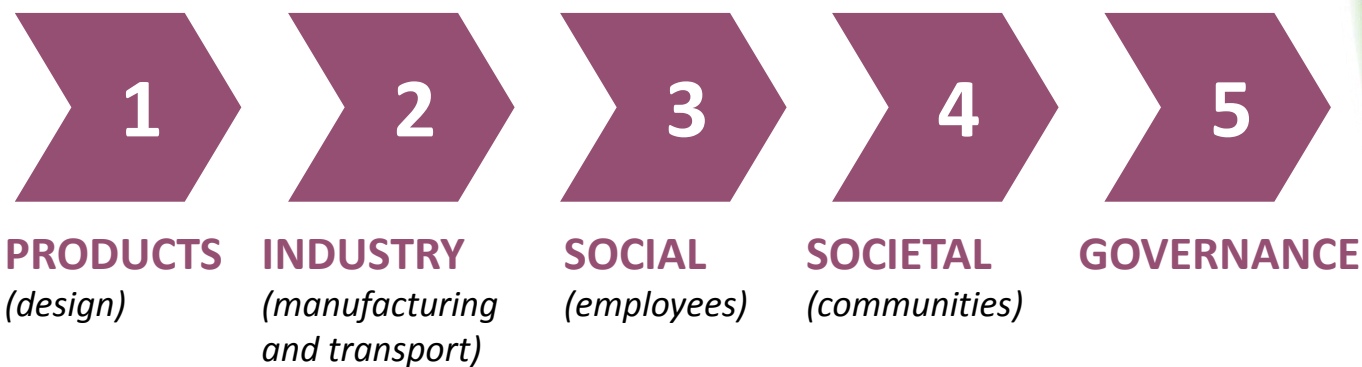 1 2 3 4 5
PRODUCTS INDUSTRY SOCIAL SOCIETAL GOVERNANCE
(design) (manufacturing (employees) (communities)
and transport)